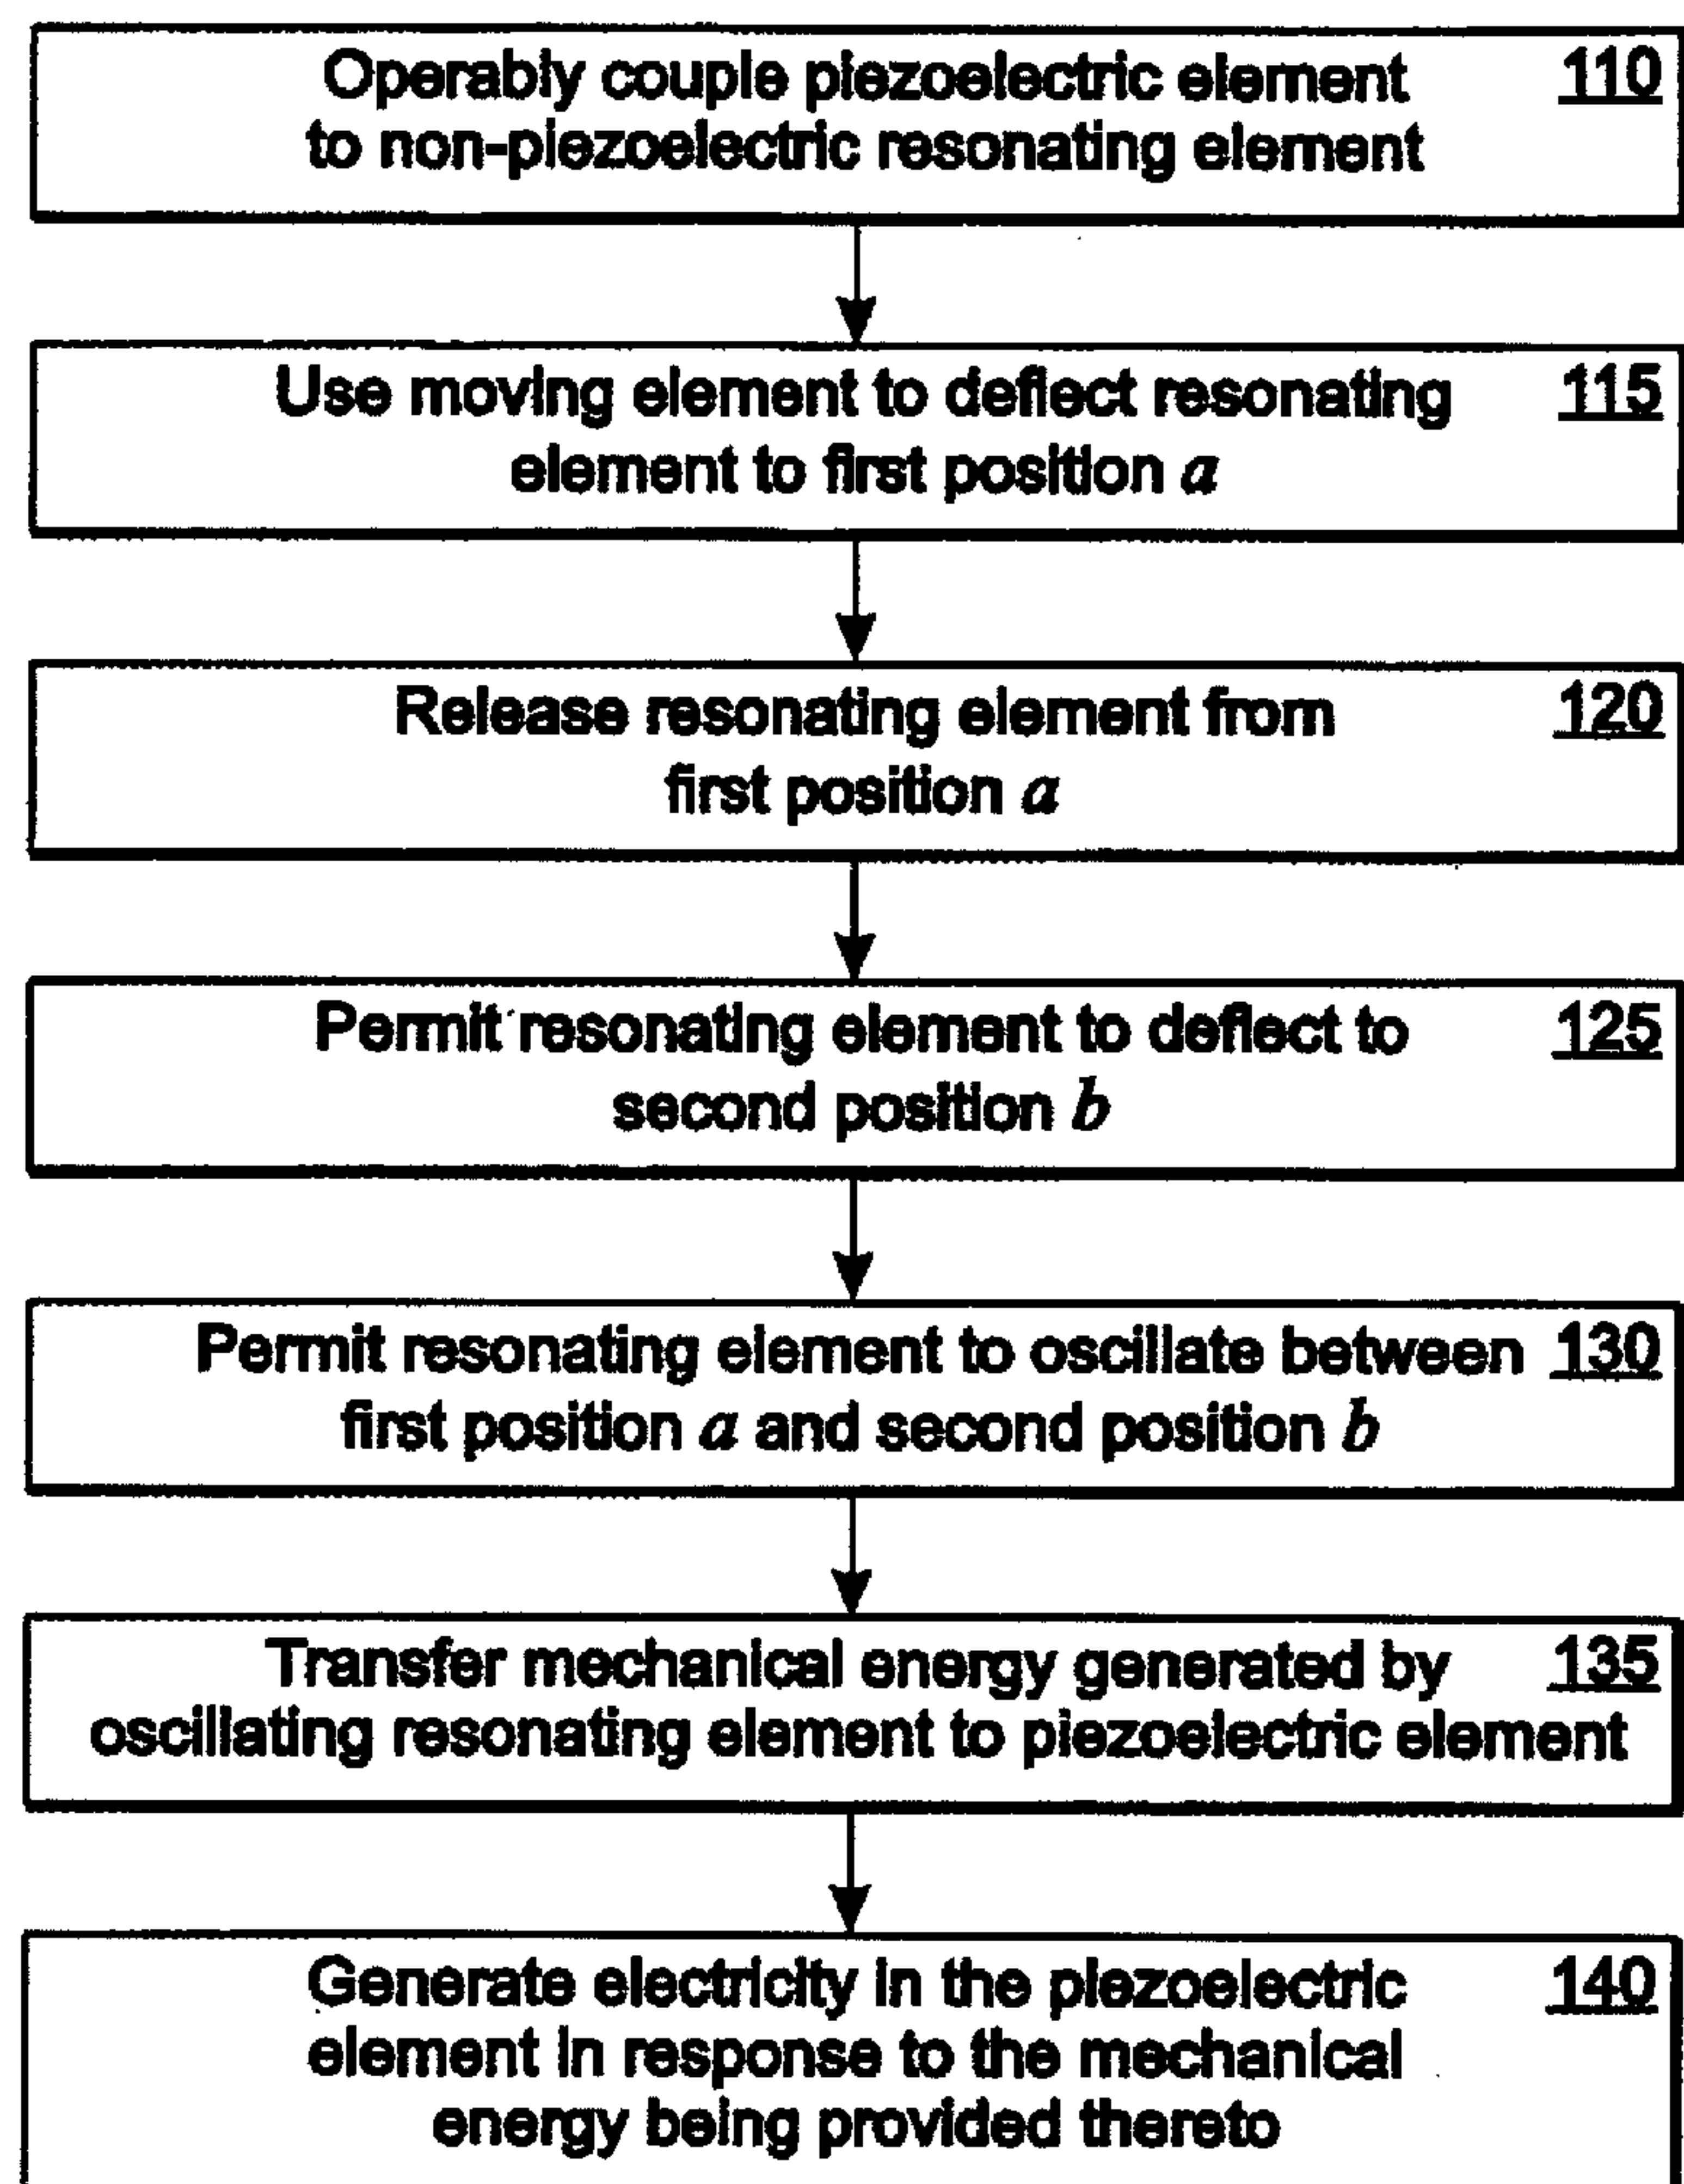 Operably couple piezoelectric element 110
to non-piezoelectric resonating element
Use moving element to deflect resonating 115
element to first position a
Release resonating element from 120
first position a
Permit resonating element to deflect to 125
second position b
Permit resonating element to oscillate between 130
first position a and second position b
Transfer mechanical energy generated by 135
oscillating resonating element to piezoelectric element
Generate electricity in the piezoelectric 140
element in response to the mechanical
energy being provided thereto